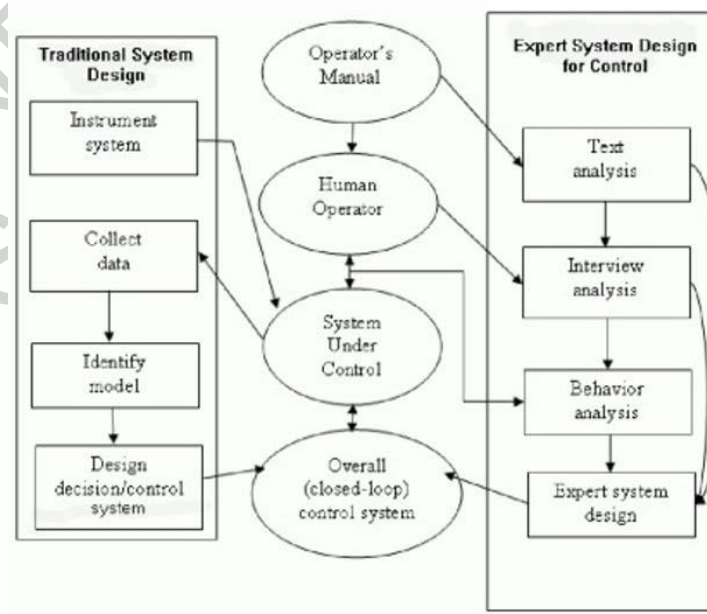 Traditional System
Design
Instrument
system
Collect
data
Identify
model
Design
decision/control
system
Operator's
Manual
Human
Operator
System
Under
Control
Overall
(closed-loop)
control system
Expert System Design
for Control
Text
analysis
Interview
analysis
Behavior
analysis
Expert system
design